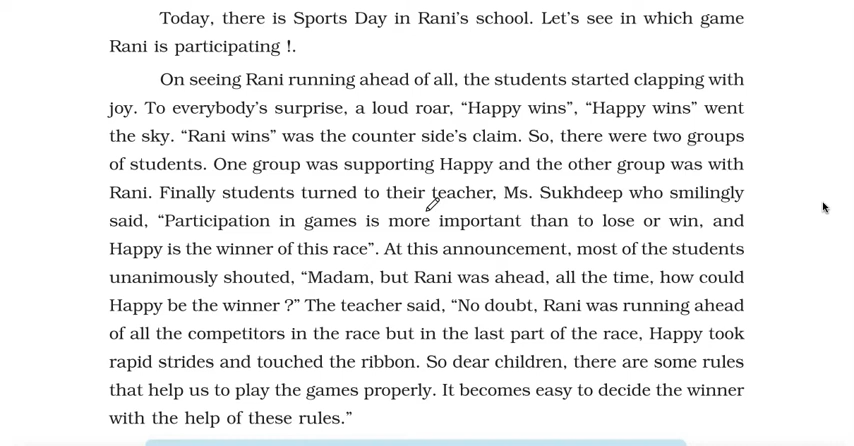 Today, there is Sports Day in Rani's school. Let's see in which game
Rani is participating !.
On seeing Rani running ahead of all, the students started clapping with
joy. To everybody's surprise, a loud roar, “Happy wins”, “Happy wins” went
the sky. “Rani wins” was the counter side's claim. So, there were two groups
of students. One group was supporting Happy and the other group was with
Rani. Finally students turned to their teacher, Ms. Sukhdeep who smilingly
said, “Participation in games is more important than to lose or win, and
Happy is the winner of this race”. At this announcement, most of the students
unanimously shouted, “Madam, but Rani was ahead, all the time, how could
Happy be the winner ?” The teacher said, “No doubt, Rani was running ahead
of all the competitors in the race but in the last part of the race, Happy took
rapid strides and touched the ribbon. So dear children, there are some rules
that help us to play the games properly. It becomes easy to decide the winner
with the help of these rules.”